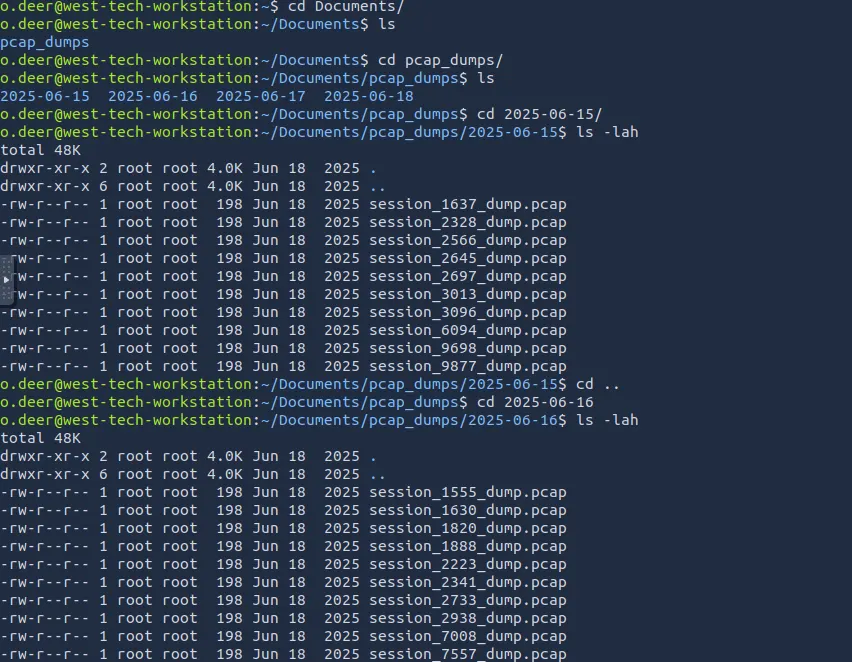 o.deer@west-tech-workstation:~$ cd Documents/
o.deer@west-tech-workstation:~/Documents$ ls
pcap_dumps
o.deer@west-tech-workstation:~/Documents$ cd pcap_dumps/
o.deer@west-tech-workstation:~/Documents/pcap_dumps$ ls
2025-06-15  2025-06-16  2025-06-17  2025-06-18
o.deer@west-tech-workstation:~/Documents/pcap_dumps$ cd 2025-06-15/
o.deer@west-tech-workstation:~/Documents/pcap_dumps/2025-06-15$ ls -lah
total 48K
drwxr-xr-x 2 root root 4.0K Jun 18  2025 .
drwxr-xr-x 6 root root 4.0K Jun 18  2025 ..
-rw-r--r-- 1 root root  198 Jun 18  2025 session_1637_dump.pcap
-rw-r--r-- 1 root root  198 Jun 18  2025 session_2328_dump.pcap
-rw-r--r-- 1 root root  198 Jun 18  2025 session_2566_dump.pcap
rw-r--r-- 1 root root  198 Jun 18  2025 session_2645_dump.pcap
w-r--r-- 1 root root  198 Jun 18  2025 session_2697_dump.pcap
rw-r--r-- 1 root root  198 Jun 18  2025 session_3013_dump.pcap
-rw-r--r-- 1 root root  198 Jun 18  2025 session_3096_dump.pcap
-rw-r--r-- 1 root root  198 Jun 18  2025 session_6094_dump.pcap
-rw-r--r-- 1 root root  198 Jun 18  2025 session_9698_dump.pcap
-rw-r--r-- 1 root root  198 Jun 18  2025 session_9877_dump.pcap
o.deer@west-tech-workstation:~/Documents/pcap_dumps/2025-06-15$ cd ..
o.deer@west-tech-workstation:~/Documents/pcap_dumps$ cd 2025-06-16
o.deer@west-tech-workstation:~/Documents/pcap_dumps/2025-06-16$ ls -lah
total 48K
drwxr-xr-x 2 root root 4.0K Jun 18  2025 .
drwxr-xr-x 6 root root 4.0K Jun 18  2025 ..
-rw-r--r-- 1 root root  198 Jun 18  2025 session_1555_dump.pcap
-rw-r--r-- 1 root root  198 Jun 18  2025 session_1630_dump.pcap
-rw-r--r-- 1 root root  198 Jun 18  2025 session_1820_dump.pcap
-rw-r--r-- 1 root root  198 Jun 18  2025 session_1888_dump.pcap
-rw-r--r-- 1 root root  198 Jun 18  2025 session_2223_dump.pcap
-rw-r--r-- 1 root root  198 Jun 18  2025 session_2341_dump.pcap
-rw-r--r-- 1 root root  198 Jun 18  2025 session_2733_dump.pcap
-rw-r--r-- 1 root root  198 Jun 18  2025 session_2938_dump.pcap
-rw-r--r-- 1 root root  198 Jun 18  2025 session_7008_dump.pcap
-rw-r--r-- 1 root root  198 Jun 18  2025 session_7557_dump.pcap